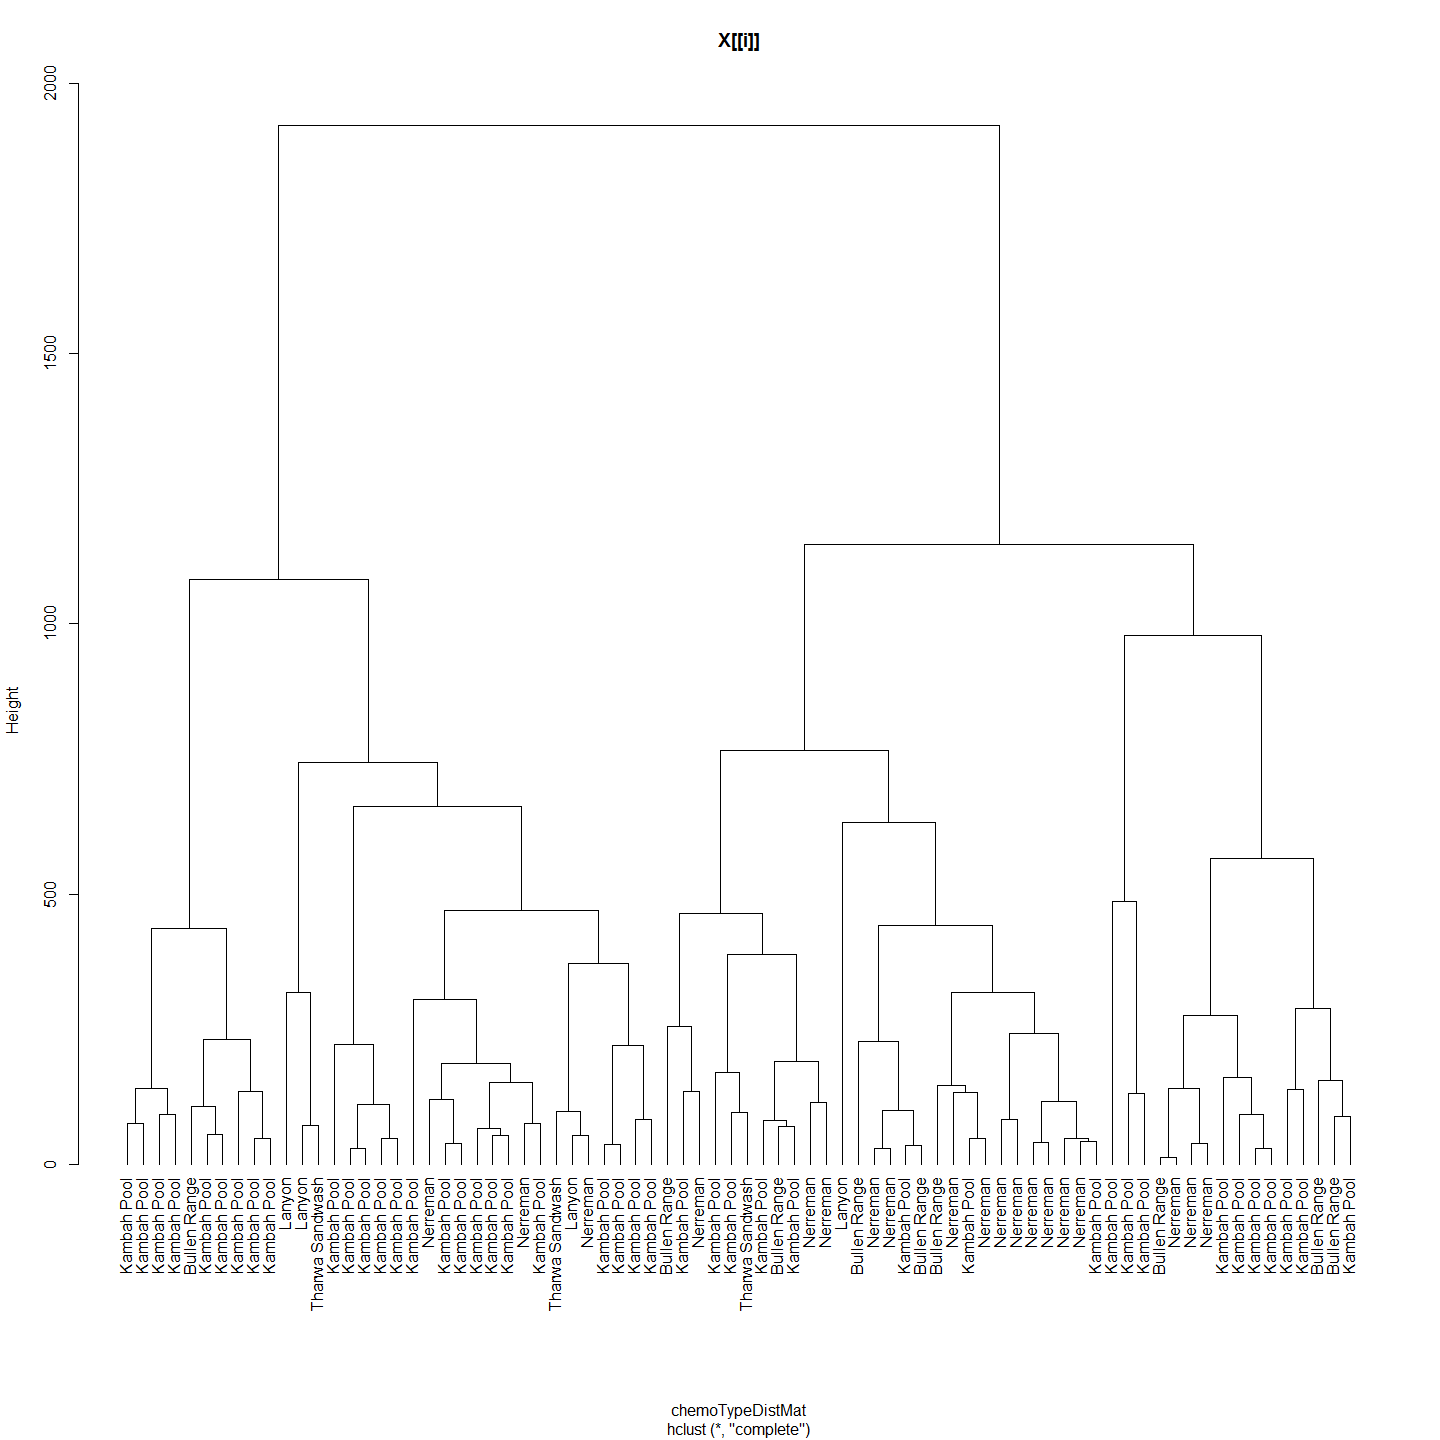 X[[i]]
2000
1500
1000
500
0
Height
Kambah Pool
Kambah Pool
Kambah Pool
Kambah Pool
Bullen Range
Kambah Pool
Kambah Pool
Kambah Pool
Kambah Pool
Kambah Pool
Lanyon
Lanyon
Tharwa Sandwash
Kambah Pool
Kambah Pool
Kambah Pool
Kambah Pool
Kambah Pool
Kambah Pool
Nerreman
Kambah Pool
Kambah Pool
Kambah Pool
Kambah Pool
Kambah Pool
Nerreman
Kambah Pool
Tharwa Sandwash
Lanyon
Nerreman
Kambah Pool
Kambah Pool
Kambah Pool
Kambah Pool
Bullen Range
Kambah Pool
Nerreman
Kambah Pool
Kambah Pool
Tharwa Sandwash
Kambah Pool
Bullen Range
Kambah Pool
Nerreman
Nerreman
Lanyon
Bullen Range
Nerreman
Nerreman
Kambah Pool
Bullen Range
Bullen Range
Nerreman
Kambah Pool
Nerreman
Nerreman
Nerreman
Nerreman
Nerreman
Nerreman
Nerreman
Kambah Pool
Kambah Pool
Kambah Pool
Kambah Pool
Bullen Range
Nerreman
Nerreman
Nerreman
Kambah Pool
Kambah Pool
Kambah Pool
Kambah Pool
Kambah Pool
Kambah Pool
Bullen Range
Bullen Range
Kambah Pool
chemoTypeDistMat
hclust (*, "complete")